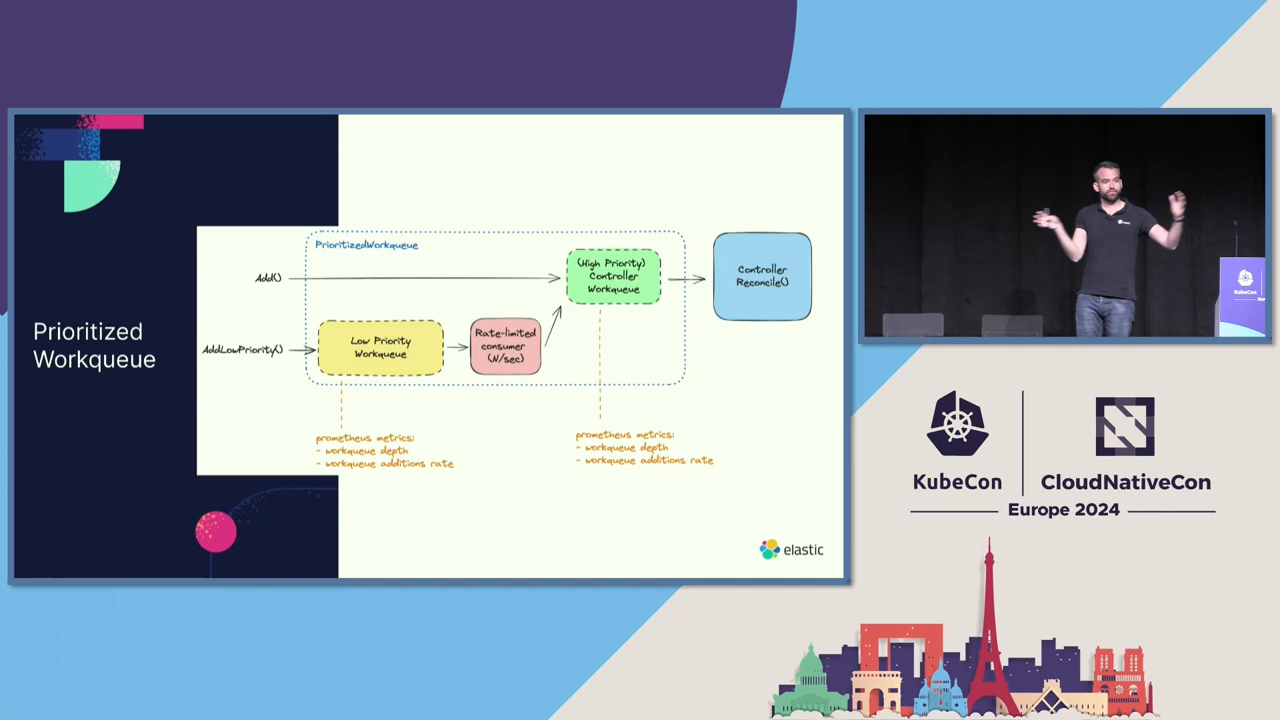 Prioritized
Workqueue
PrioritizedWorkqueue
Add()
(High Priority)
Controller
Workqueue
Controller
Reconcile()
AddLowPriority()
Low Priority
Workqueue
Rate-limited
consumer
(N/sec)
prometheus metrics:
- workqueue depth
- workqueue additions rate
prometheus metrics:
- workqueue depth
- workqueue additions rate
elastic
KubeCon
KubeCon
CloudNativeCon
Europe 2024